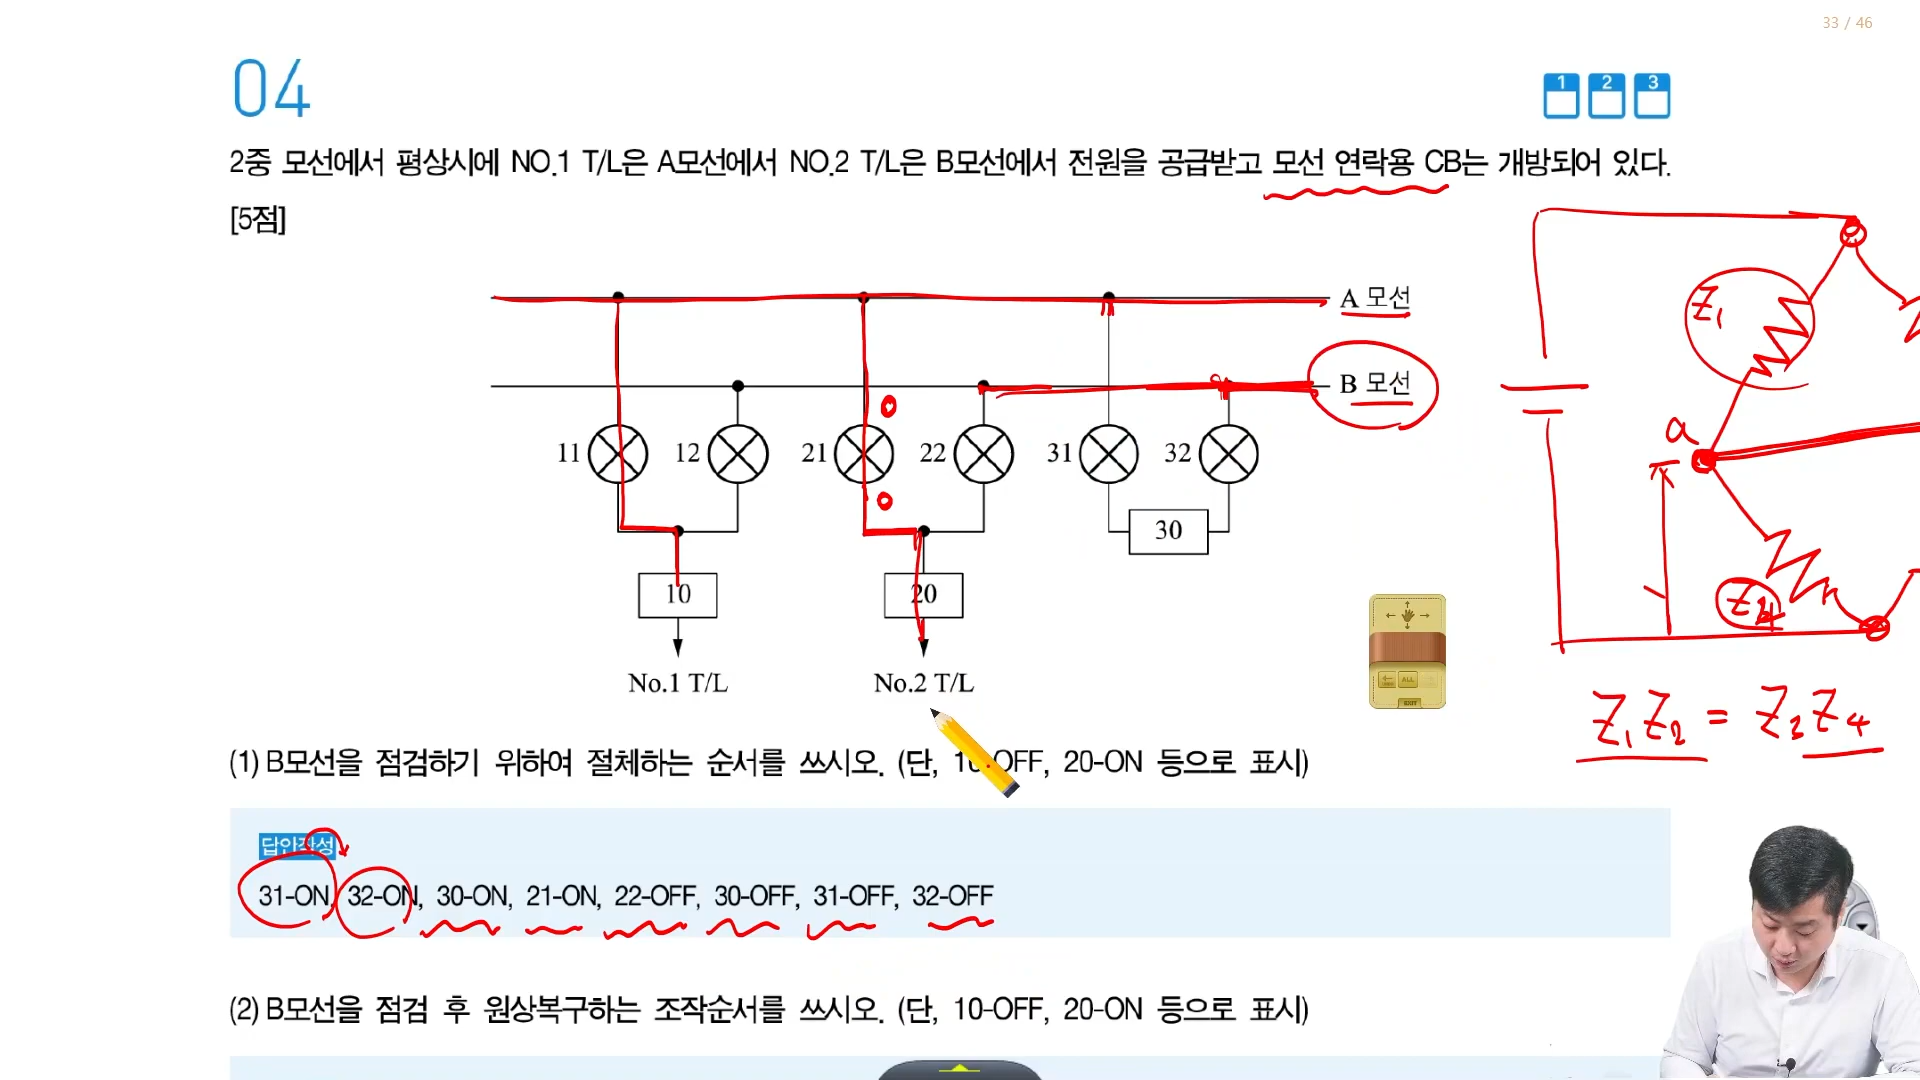 33 / 46
04
1 2 3
2중 모선에서 평상시에 NO.1 T/L은 A모선에서 NO.2 T/L은 B모선에서 전원을 공급받고 모선 연락용 CB는 개방되어 있다.
[5점]
A 모선
B 모선
11 12 21 22 31 32
30
10 20
No.1 T/L No.2 T/L
Z₁
a
Z₁Z₂ = Z₃Z₄
(1) B모선을 점검하기 위하여 절체하는 순서를 쓰시오. (단, 10-OFF, 20-ON 등으로 표시)
답안작성
31-ON, 32-ON, 30-ON, 21-ON, 22-OFF, 30-OFF, 31-OFF, 32-OFF
(2) B모선을 점검 후 원상복구하는 조작순서를 쓰시오. (단, 10-OFF, 20-ON 등으로 표시)
ALL
EXIT